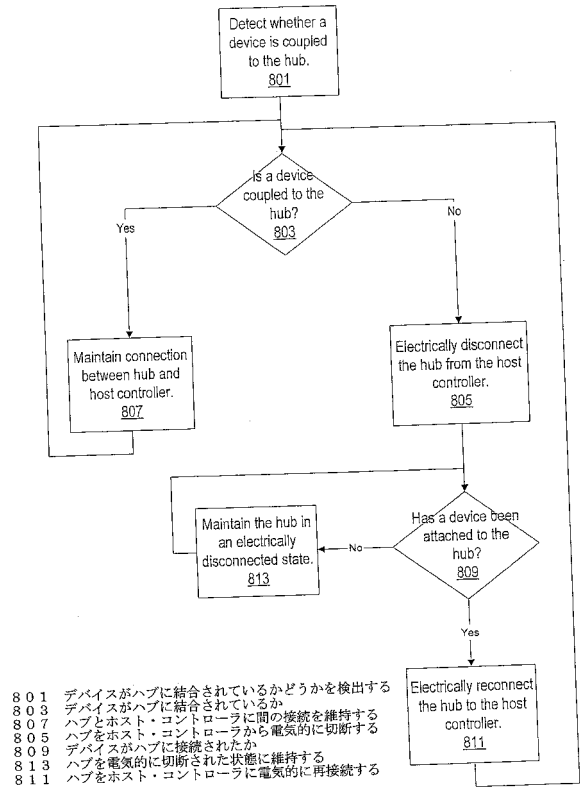 Detect whether a
device is coupled
to the hub.
801
Is a device
coupled to the
hub?
803
Yes
No
Maintain connection
between hub and
host controller.
807
Electrically disconnect
the hub from the host
controller.
805
Maintain the hub in
an electrically
disconnected state.
813
No
Has a device been
attached to the
hub?
809
Yes
Electrically reconnect
the hub to the host
controller.
811
801 デバイスがハブに結合されているかどうかを検出する
803 デバイスがハブに結合されているか
807 ハブとホスト・コントローラに間の接続を維持する
805 ハブをホスト・コントローラから電気的に切断する
809 デバイスがハブに接続されたか
813 ハブを電気的に切断された状態に維持する
811 ハブをホスト・コントローラに電気的に再接続する